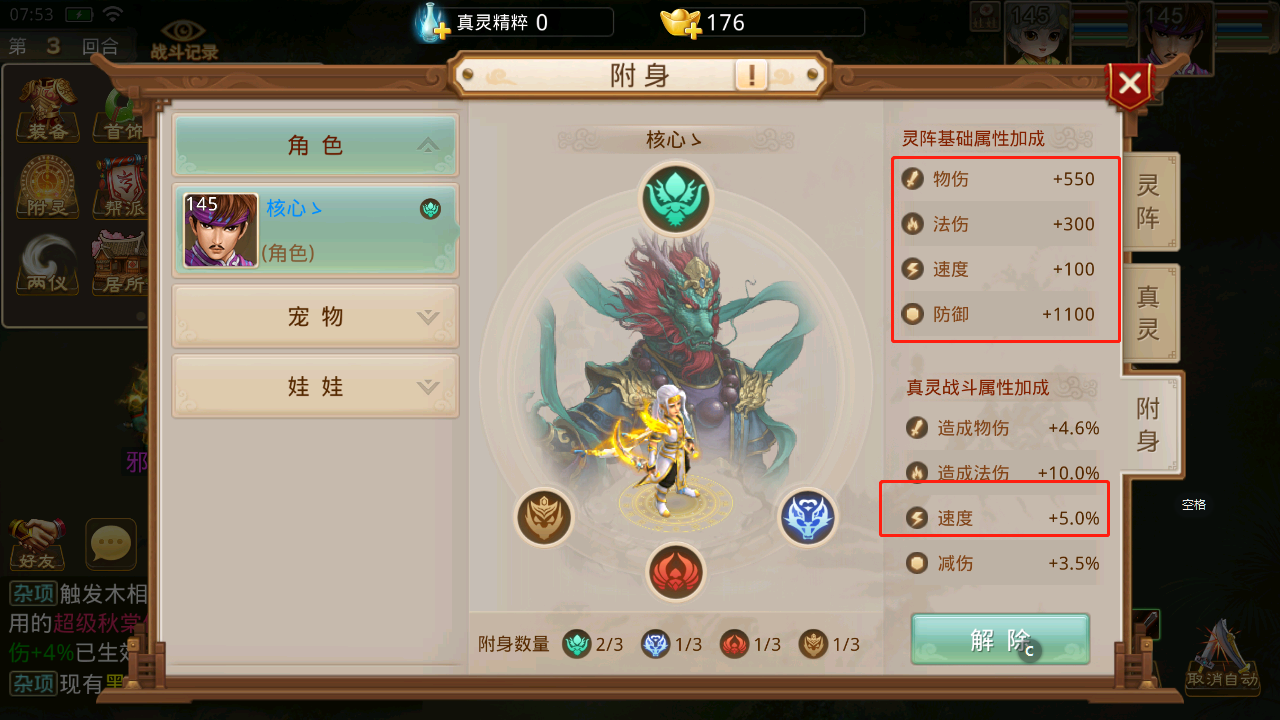 07:53
真灵精粹 0
176
145
145
第 3 回合
战斗记录
附身
!
装备
首饰
附灵
帮派
两仪
居所
角色
145
核心ゝ
(角色)
宠物
娃娃
核心ゝ
附身数量 2/3 1/3 1/3 1/3
灵阵基础属性加成
物伤 +550
法伤 +300
速度 +100
防御 +1100
真灵战斗属性加成
造成物伤 +4.6%
造成法伤 +10.0%
速度 +5.0%
减伤 +3.5%
解除
C
灵阵
真灵
附身
空格
邪
好友
杂项 触发木相
用的超级秋常
伤+4%已生效
杂项 现有黑
取消自动